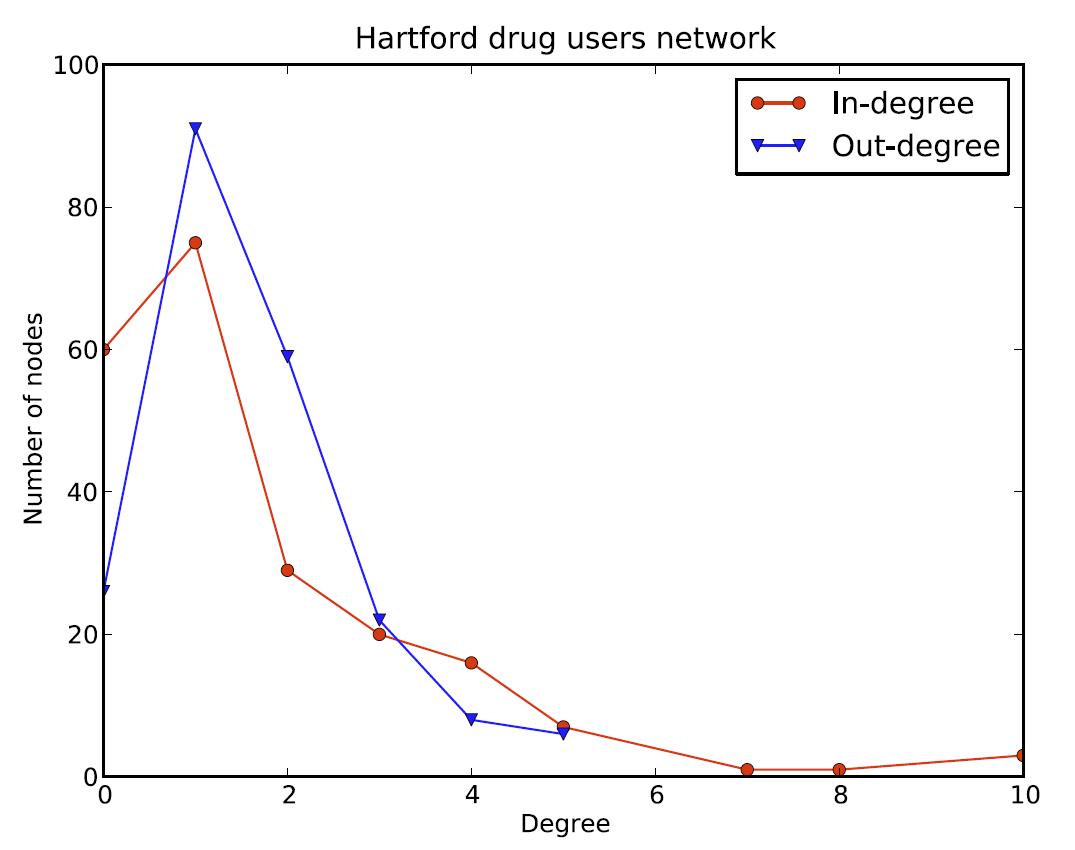 Hartford drug users network
100
80
60
40
20
0
Number of nodes
In-degree
Out-degree
0 2 4 6 8 10
Degree